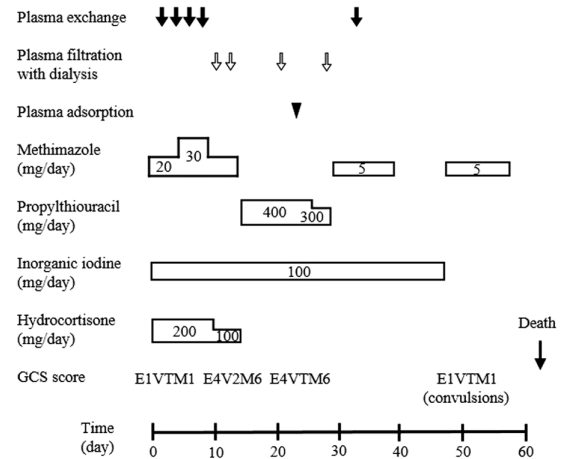 Plasma exchange
Plasma filtration
with dialysis
Plasma adsorption
Methimazole
(mg/day)
20
30
5
5
Propylthiouracil
(mg/day)
400
300
Inorganic iodine
(mg/day)
100
Hydrocortisone
(mg/day)
200
100
Death
GCS score
E1VTM1 E4V2M6 E4VTM6 E1VTM1
(convulsions)
Time
(day)
0 10 20 30 40 50 60